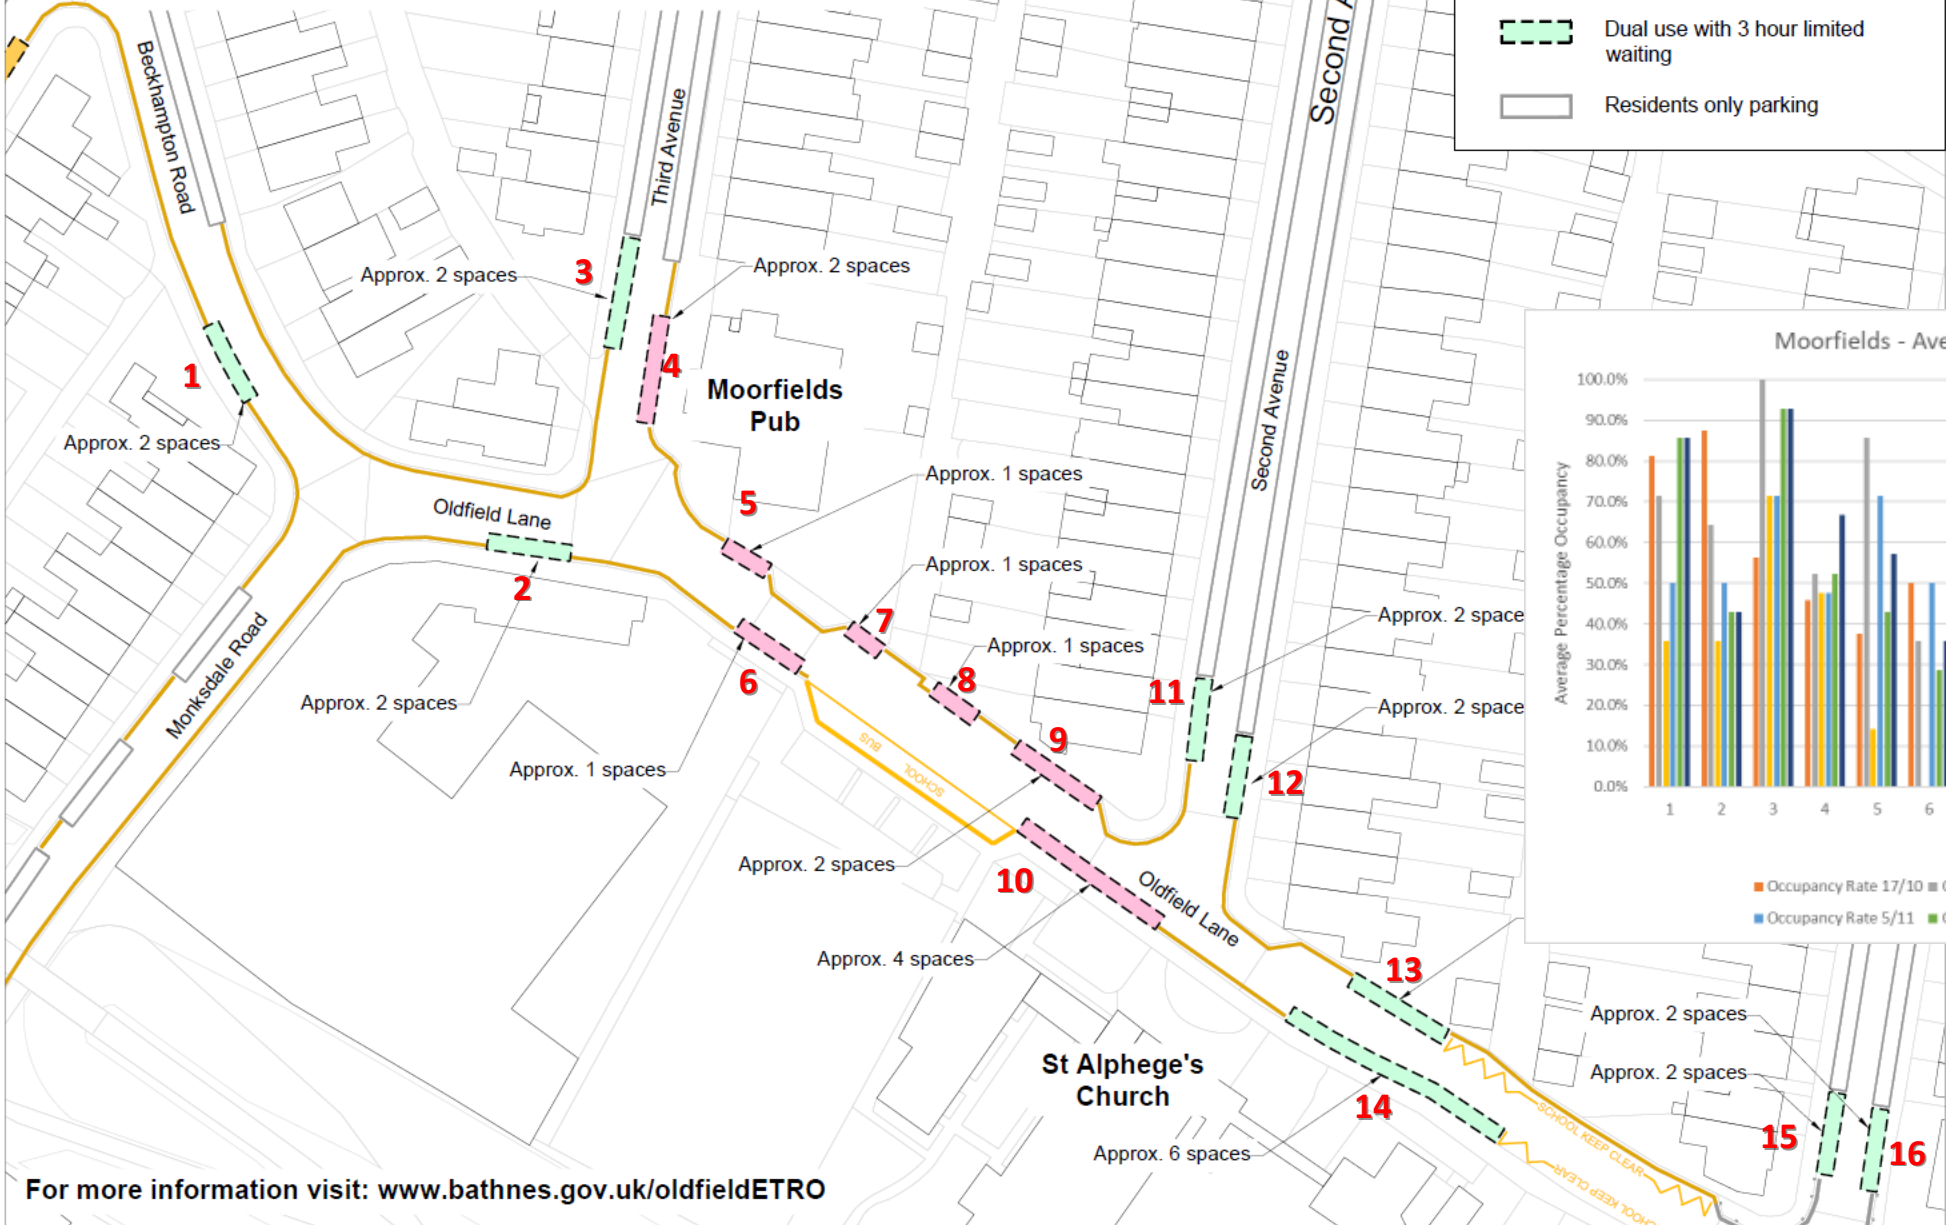 Dual use with 3 hour limited
waiting
Residents only parking
Beckhampton Road
Third Avenue
Second
3
Approx. 2 spaces
Approx. 2 spaces
1
4
Moorfields
Pub
Approx. 2 spaces
Second Avenue
Approx. 1 spaces
5
Oldfield Lane
2
Approx. 1 spaces
7
6
Approx. 1 spaces
8
Monksdale Road
Approx. 2 spaces
11
Approx. 2 space
Approx. 2 space
9
12
BUS
SCHOOL
Approx. 1 spaces
Approx. 2 spaces
10
Oldfield Lane
Approx. 4 spaces
13
Moorfields - Ave
Average Percentage Occupancy
100.0%
90.0%
80.0%
70.0%
60.0%
50.0%
40.0%
30.0%
20.0%
10.0%
0.0%
1 2 3 4 5 6
Occupancy Rate 17/10
Occupancy Rate 5/11
St Alphege's
Church
14
Approx. 6 spaces
Approx. 2 spaces
Approx. 2 spaces
15
16
SCHOOL KEEP CLEAR
SCHOOL KEEP CLEAR
For more information visit: www.bathnes.gov.uk/oldfieldETRO